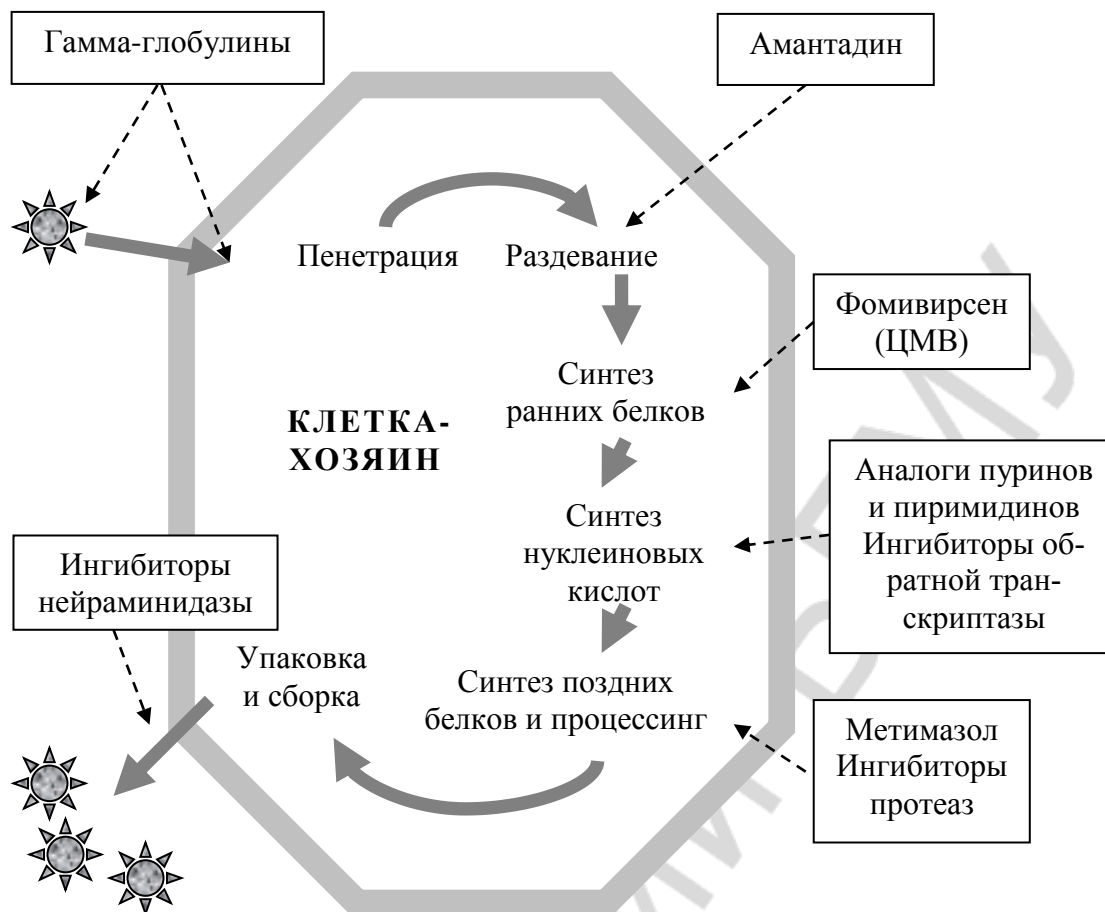 Гамма-глобулины
Амантадин
Пенетрация
Раздевание
Фомивирсен
(ЦМВ)
Синтез
ранних белков
КЛЕТКА-
ХОЗЯИН
Аналоги пуринов
и пиримидинов
Ингибиторы об-
ратной тран-
скриптазы
Синтез
нуклеиновых
кислот
Ингибиторы
нейраминидазы
Упаковка
и сборка
Синтез поздних
белков и процессинг
Метимазол
Ингибиторы
протеаз